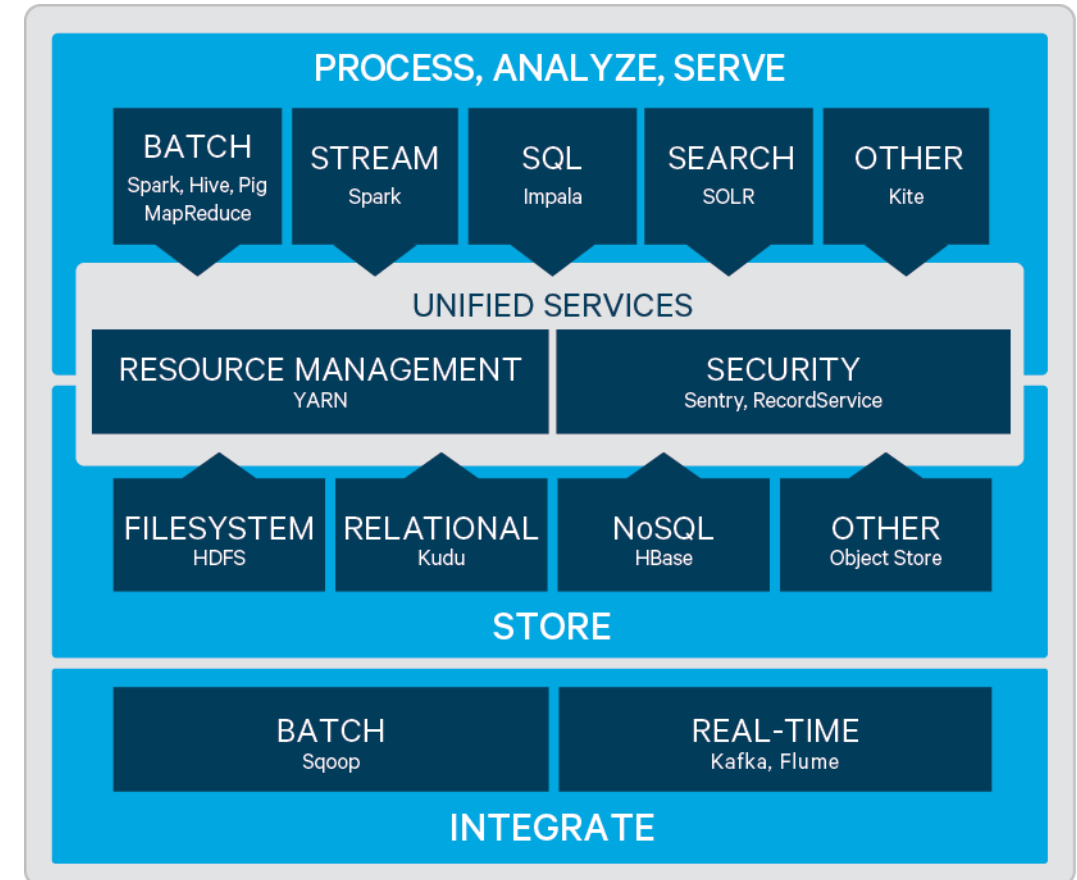 PROCESS, ANALYZE, SERVE
BATCH
Spark, Hive, Pig
MapReduce
STREAM
Spark
SQL
Impala
SEARCH
SOLR
OTHER
Kite
UNIFIED SERVICES
RESOURCE MANAGEMENT
YARN
SECURITY
Sentry, RecordService
FILESYSTEM
HDFS
RELATIONAL
Kudu
NoSQL
HBase
OTHER
Object Store
STORE
BATCH
Sqoop
REAL-TIME
Kafka, Flume
INTEGRATE